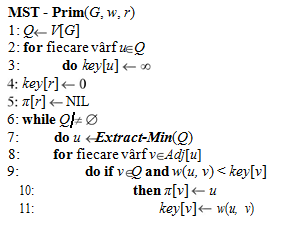 MST - Prim(G, w, r)
1: Q← V[G]
2: for fiecare vârf u∈Q
3: do key[u] ← ∞
4: key[r] ← 0
5: π[r] ← NIL
6: while Q ≠ ∅
7: do u ←Extract-Min(Q)
8: for fiecare vârf v∈Adj[u]
9: do if v∈Q and w(u, v) < key[v]
10: then π[v] ← u
11: key[v] ← w(u, v)